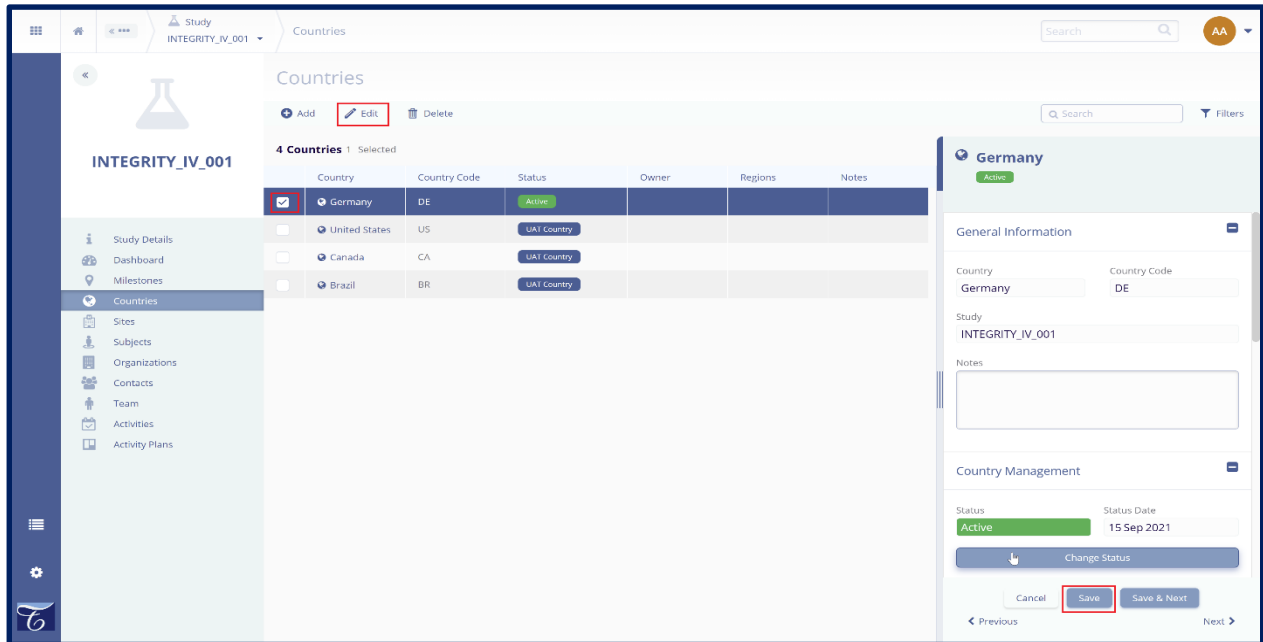 Study
INTEGRITY_IV_001
Countries
Search
AA
Countries
Add Edit Delete
Search
Filters
INTEGRITY_IV_001
4 Countries 1 Selected
Country Country Code Status Owner Regions Notes
Germany DE Active
United States US UAT Country
Canada CA UAT Country
Brazil BR UAT Country
Study Details
Dashboard
Milestones
Countries
Sites
Subjects
Organizations
Contacts
Team
Activities
Activity Plans
Germany
Active
General Information
Country Country Code
Germany DE
Study
INTEGRITY_IV_001
Notes
Country Management
Status Status Date
Active 15 Sep 2021
Change Status
Cancel Save Save & Next
Previous Next